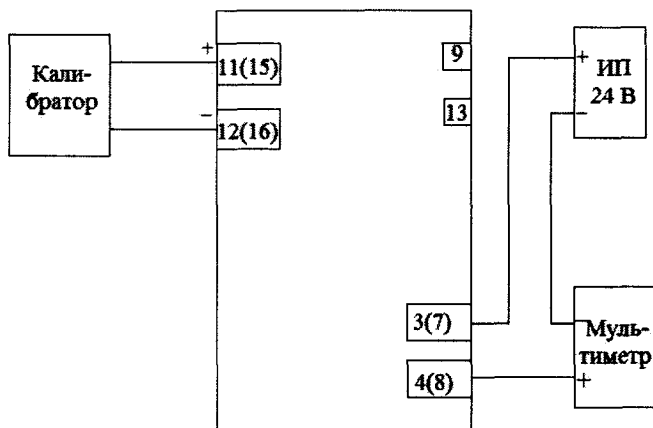 Кали-
братор
+
11(15)
−
12(16)
9
13
+
ИП
24 В
−
3(7)
4(8)
−
Муль-
тиметр
+